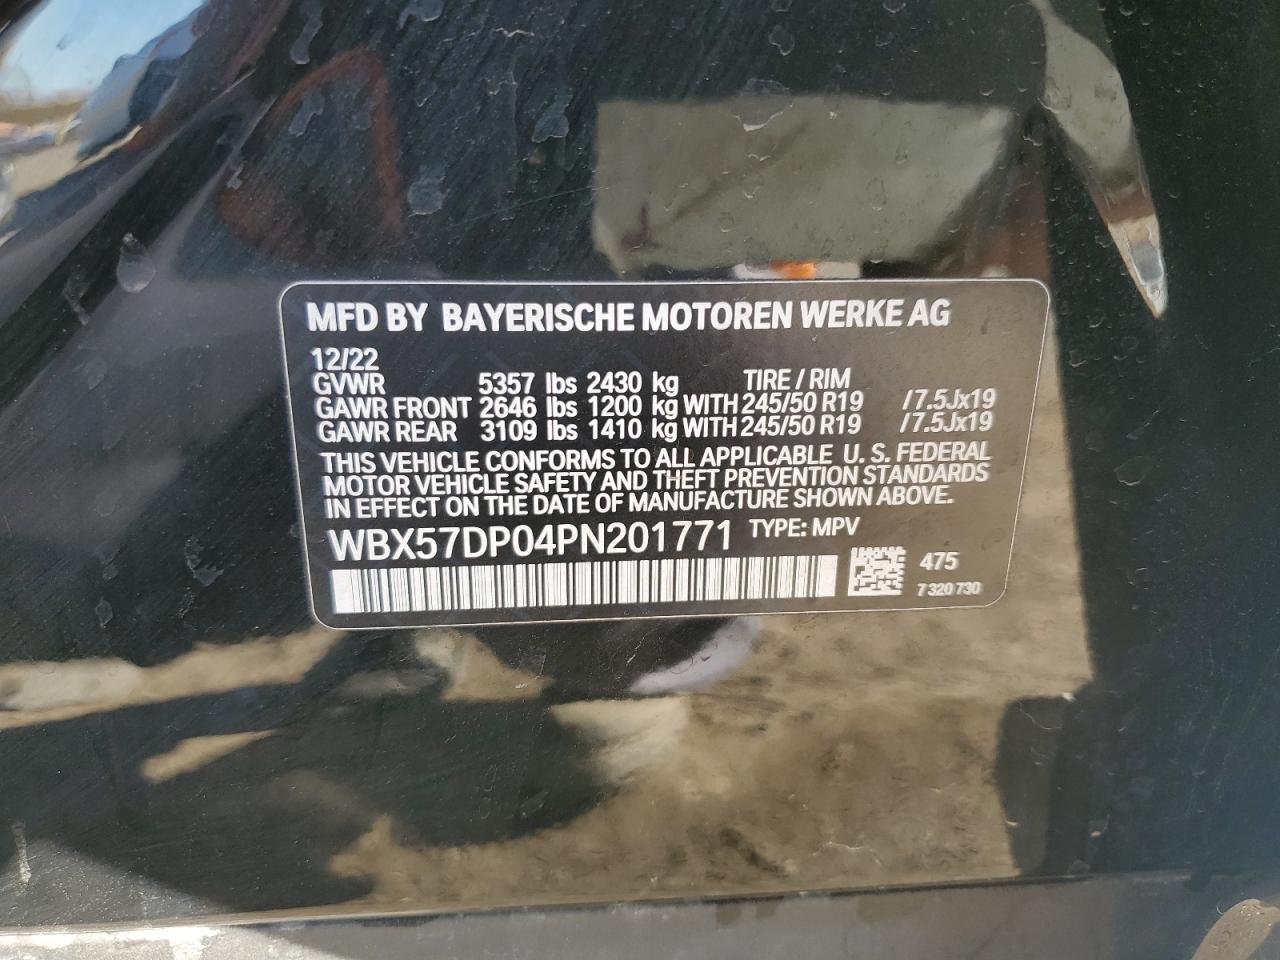 MFD BY BAYERISCHE MOTOREN WERKE AG
12/22
GVWR 5357 lbs 2430 kg TIRE / RIM
GAWR FRONT 2646 lbs 1200 kg WITH 245/50 R19 /7.5Jx19
GAWR REAR 3109 lbs 1410 kg WITH 245/50 R19 /7.5Jx19
THIS VEHICLE CONFORMS TO ALL APPLICABLE U. S. FEDERAL
MOTOR VEHICLE SAFETY AND THEFT PREVENTION STANDARDS
IN EFFECT ON THE DATE OF MANUFACTURE SHOWN ABOVE.
WBX57DP04PN201771 TYPE: MPV
475
7 320 730